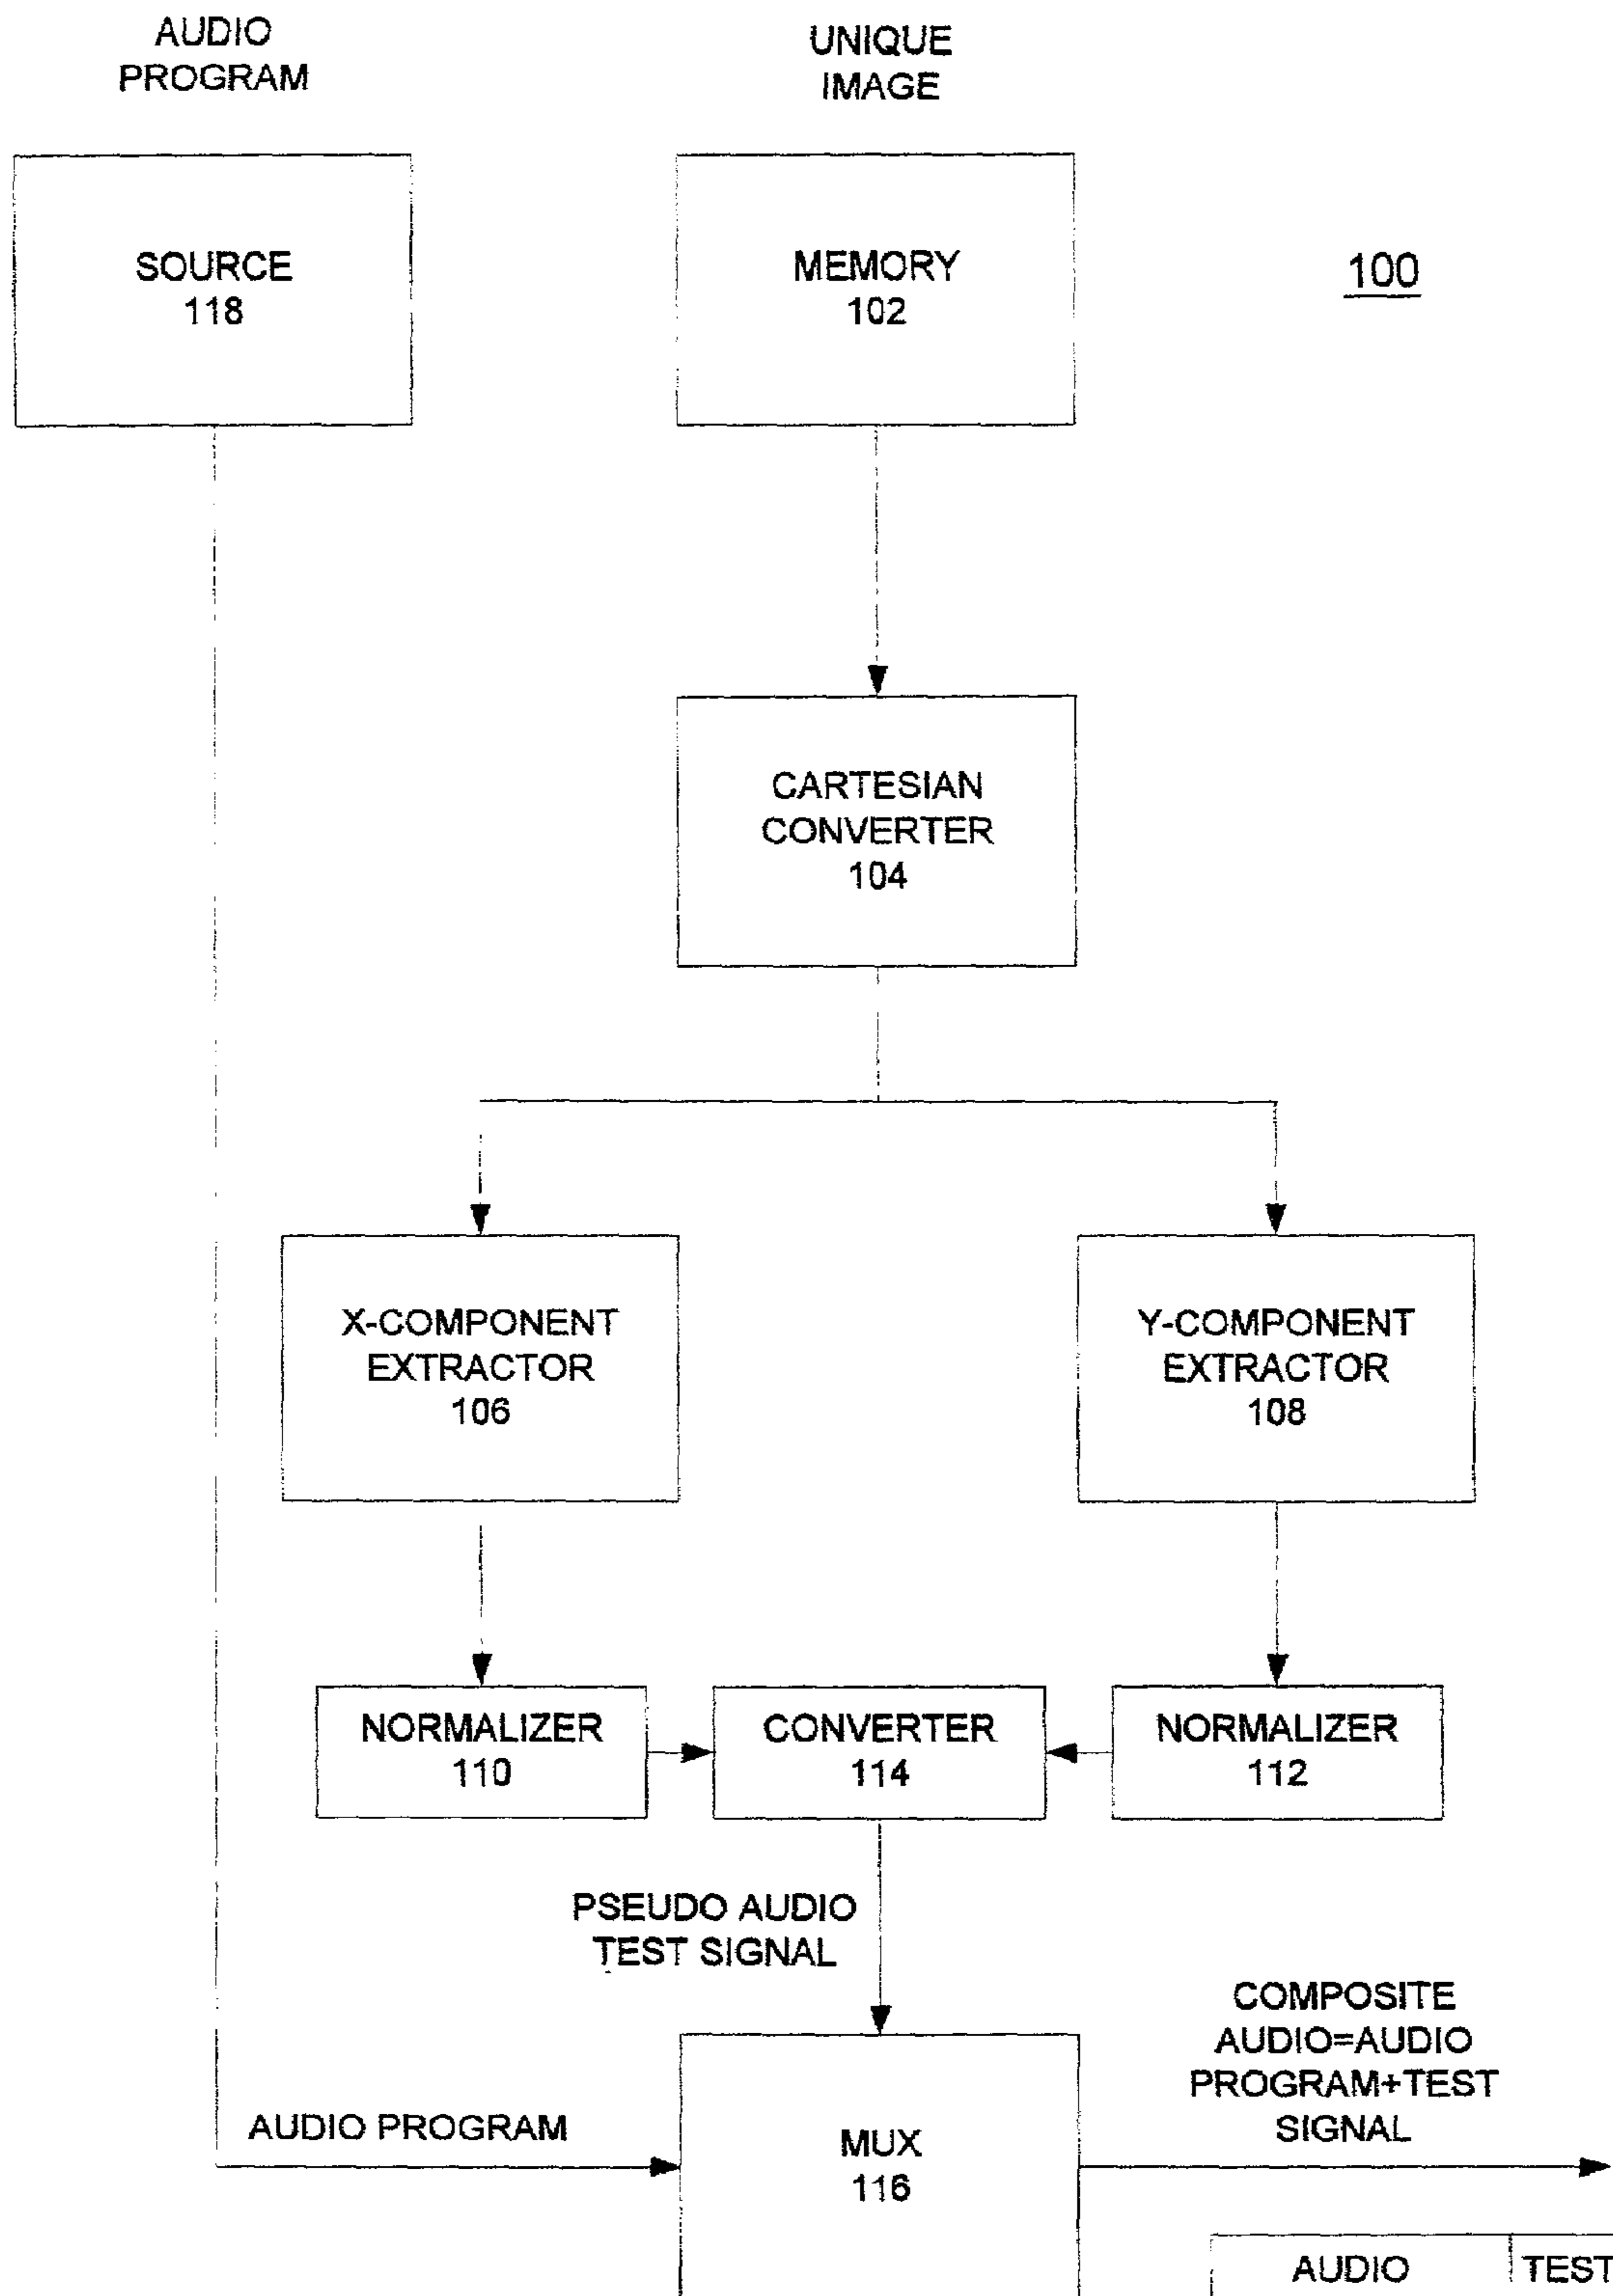 AUDIO
PROGRAM
UNIQUE
IMAGE
SOURCE
118
MEMORY
102
100
CARTESIAN
CONVERTER
104
X-COMPONENT
EXTRACTOR
106
Y-COMPONENT
EXTRACTOR
108
NORMALIZER
110
CONVERTER
114
NORMALIZER
112
PSEUDO AUDIO
TEST SIGNAL
COMPOSITE
AUDIO=AUDIO
PROGRAM+TEST
SIGNAL
AUDIO PROGRAM
MUX
116
AUDIO
TEST